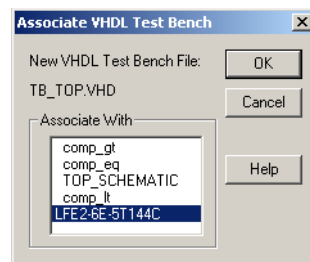 Associate VHDL Test Bench
New VHDL Test Bench File:
OK
TB_TOP.VHD
Cancel
Associate With
comp_gt
comp_eq
TOP_SCHEMATIC
comp_lt
LFE2-6E-5T144C
Help